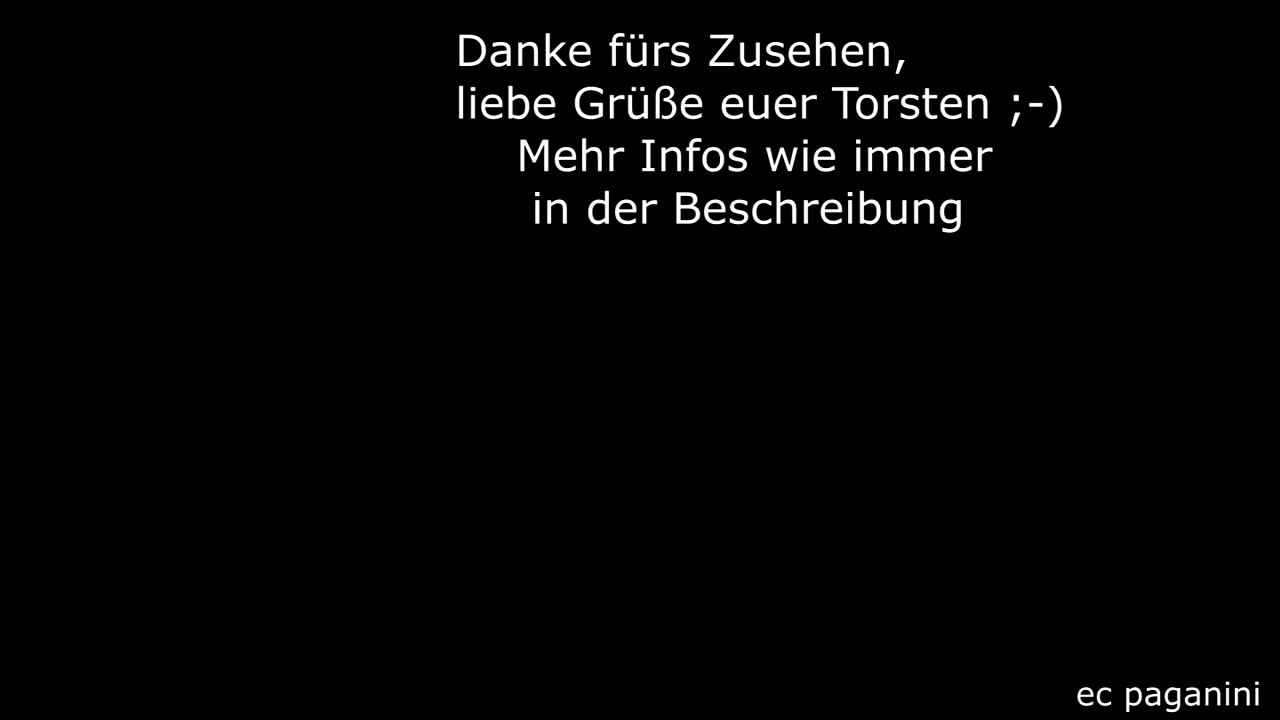 Danke fürs Zusehen,
liebe Grüße euer Torsten ;-)
Mehr Infos wie immer
in der Beschreibung
ec paganini